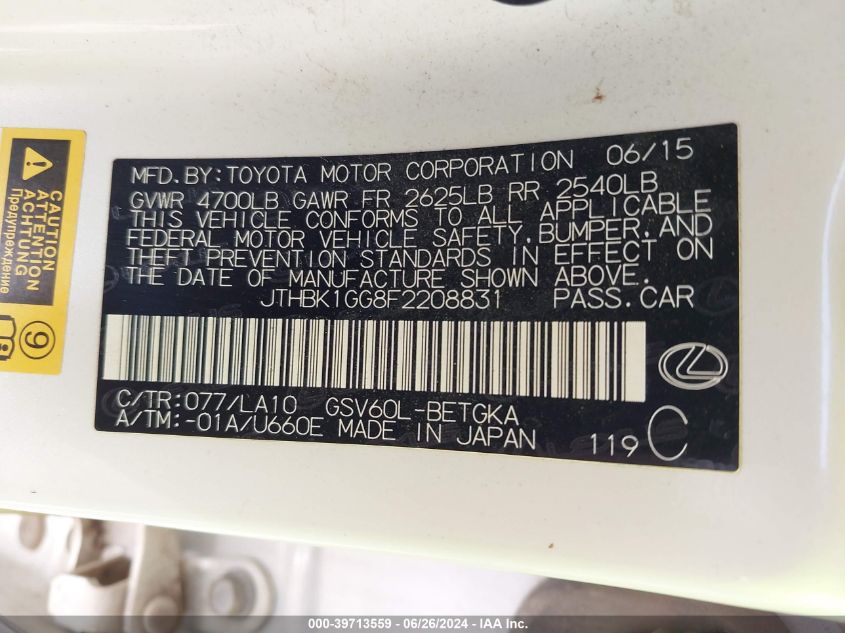 MFD.BY:TOYOTA MOTOR CORPORATION 06/15
GVWR 4700LB GAWR FR 2625LB RR 2540LB
THIS VEHICLE CONFORMS TO ALL APPLICABLE
FEDERAL MOTOR VEHICLE SAFETY,BUMPER,AND
THEFT PREVENTION STANDARDS IN EFFECT ON
THE DATE OF MANUFACTURE SHOWN ABOVE.
JTHBK1GG8F2208831 PASS.CAR
C/TR:077/LA10 GSV60L-BETGKA
A/TM:-01A/U660E MADE IN JAPAN
119 C
CAUTION
ATTENTION
ACHTUNG
Предупреждение
9
000-39713559 - 06/26/2024 - IAA Inc.